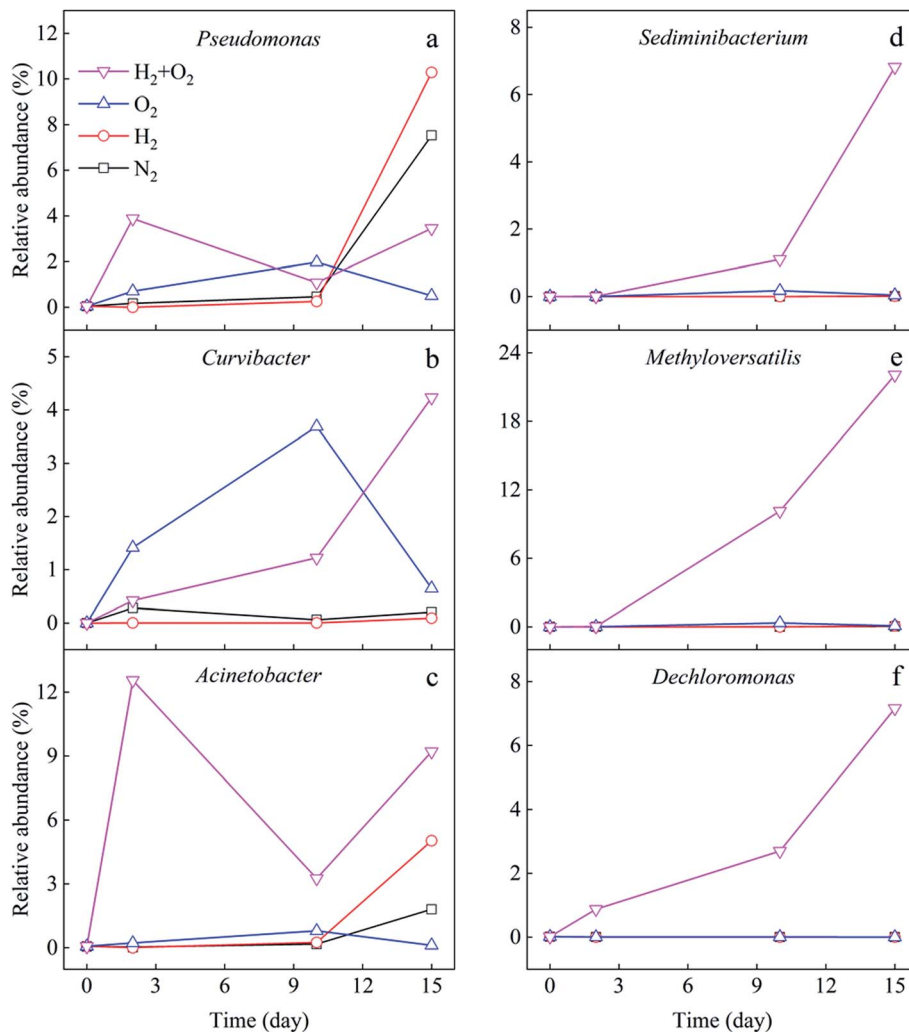 Pseudomonas a
H₂+O₂
O₂
H₂
N₂
Relative abundance (%)
12
10
8
6
4
2
0
Curvibacter b
Relative abundance (%)
5
4
3
2
1
0
Acinetobacter c
Relative abundance (%)
12
9
6
3
0
0 3 6 9 12 15
Time (day)
Sediminibacterium d
8
6
4
2
0
Methyloversatilis e
24
18
12
6
0
Dechloromonas f
8
6
4
2
0
0 3 6 9 12 15
Time (day)